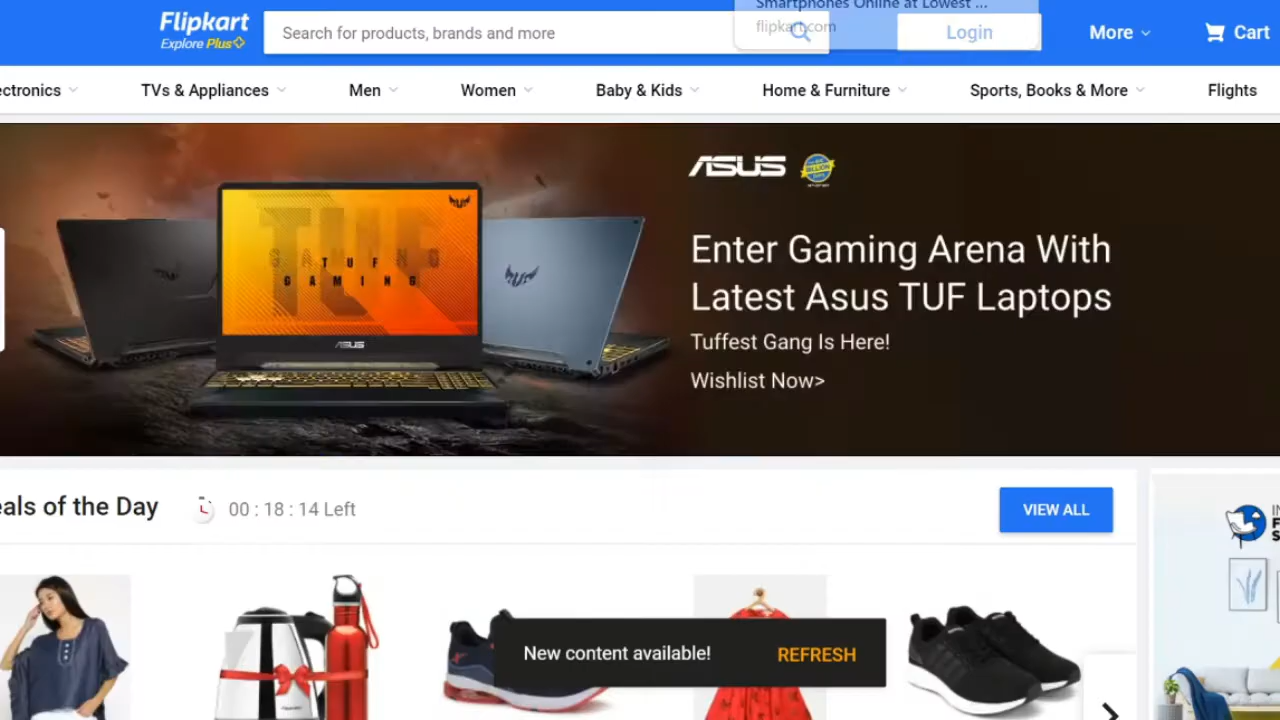 Smartphones Online at Lowest ...
flipkart.com
Flipkart
Explore Plus
Search for products, brands and more
Login
More
Cart
ectronics
TVs & Appliances
Men
Women
Baby & Kids
Home & Furniture
Sports, Books & More
Flights
ASUS
Enter Gaming Arena With
Latest Asus TUF Laptops
Tuffest Gang Is Here!
Wishlist Now>
TUF
GAMING
TUF
GAMING
ASUS
eals of the Day
00 : 18 : 14 Left
VIEW ALL
New content available!
REFRESH